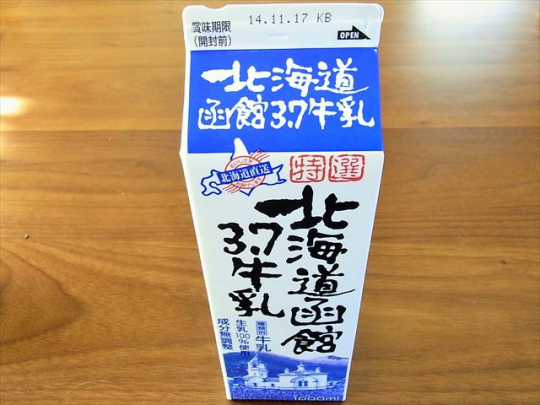 賞味期限
(開封前)
14.11.17 KB
OPEN
北海道
函館3.7牛乳
北海道直送
特選
北海道函館
3.7牛乳
種類別 牛乳
生乳100%使用
成分無調整
1000ml